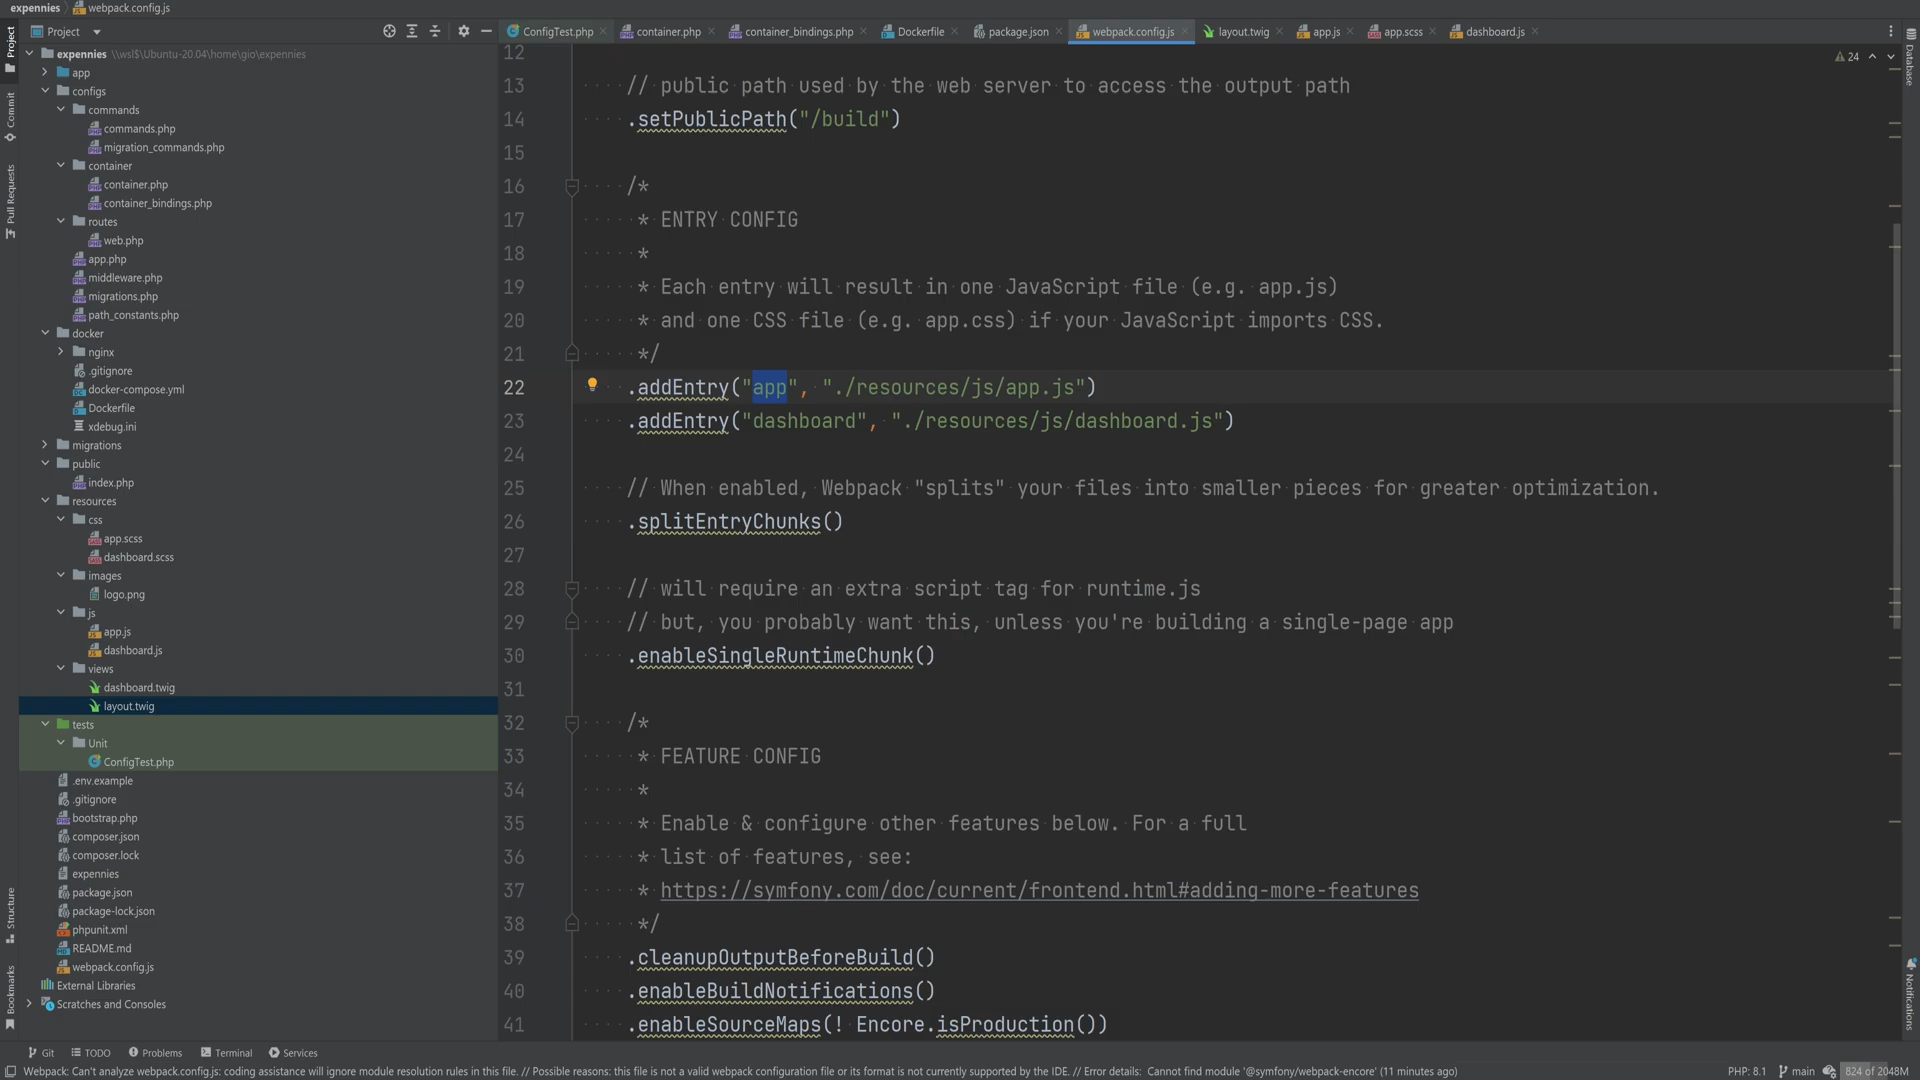 expennies
webpack.config.js
Project
ConfigTest.php
container.php
container_bindings.php
Dockerfile
package.json
webpack.config.js
layout.twig
app.js
app.scss
dashboard.js
Project
Commit
Pull Requests
Structure
Bookmarks
expennies \\wsl$\Ubuntu-20.04\home\gio\expennies
app
configs
commands
commands.php
migration_commands.php
container
container.php
container_bindings.php
routes
web.php
app.php
middleware.php
migrations.php
path_constants.php
docker
nginx
.gitignore
docker-compose.yml
Dockerfile
xdebug.ini
migrations
public
index.php
resources
css
app.scss
dashboard.scss
images
logo.png
js
app.js
dashboard.js
views
dashboard.twig
layout.twig
tests
Unit
ConfigTest.php
.env.example
.gitignore
bootstrap.php
composer.json
composer.lock
expennies
package.json
package-lock.json
phpunit.xml
README.md
webpack.config.js
External Libraries
Scratches and Consoles
24
12
13 // public path used by the web server to access the output path
14 .setPublicPath("/build")
15
16 /*
17 * ENTRY CONFIG
18 *
19 * Each entry will result in one JavaScript file (e.g. app.js)
20 * and one CSS file (e.g. app.css) if your JavaScript imports CSS.
21 */
22 .addEntry("app", "./resources/js/app.js")
23 .addEntry("dashboard", "./resources/js/dashboard.js")
24
25 // When enabled, Webpack "splits" your files into smaller pieces for greater optimization.
26 .splitEntryChunks()
27
28 // will require an extra script tag for runtime.js
29 // but, you probably want this, unless you're building a single-page app
30 .enableSingleRuntimeChunk()
31
32 /*
33 * FEATURE CONFIG
34 *
35 * Enable & configure other features below. For a full
36 * list of features, see:
37 * https://symfony.com/doc/current/frontend.html#adding-more-features
38 */
39 .cleanupOutputBeforeBuild()
40 .enableBuildNotifications()
41 .enableSourceMaps(! Encore.isProduction())
Database
Notifications
Git
TODO
Problems
Terminal
Services
Webpack: Can't analyze webpack.config.js: coding assistance will ignore module resolution rules in this file. // Possible reasons: this file is not a valid webpack configuration file or its format is not currently supported by the IDE. // Error details: Cannot find module '@symfony/webpack-encore' (11 minutes ago)
PHP: 8.1
main
824 of 2048M